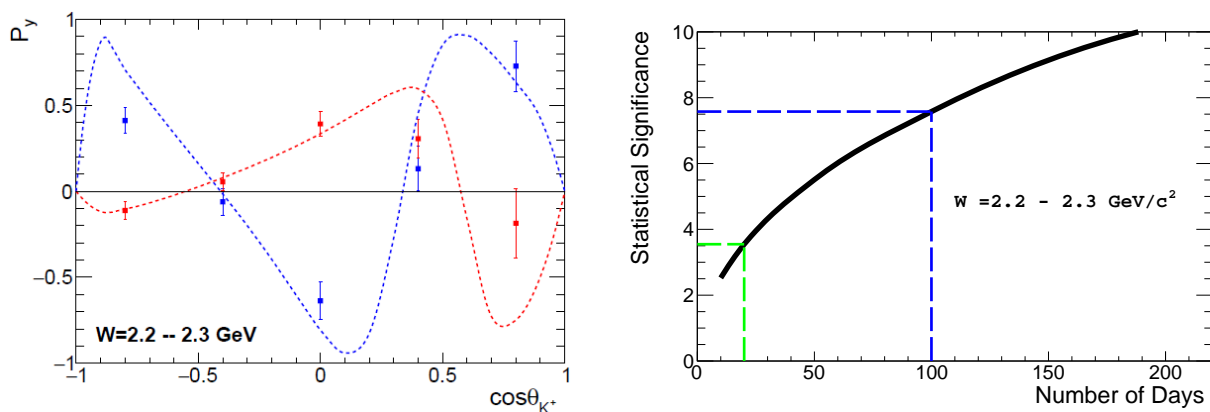 P_y
1
0.5
0
−0.5
−1
W=2.2 -- 2.3 GeV
−1 −0.5 0 0.5 1
cosθ_K⁺
Statistical Significance
10
8
6
4
2
0
W =2.2 - 2.3 GeV/c²
0 50 100 150 200
Number of Days